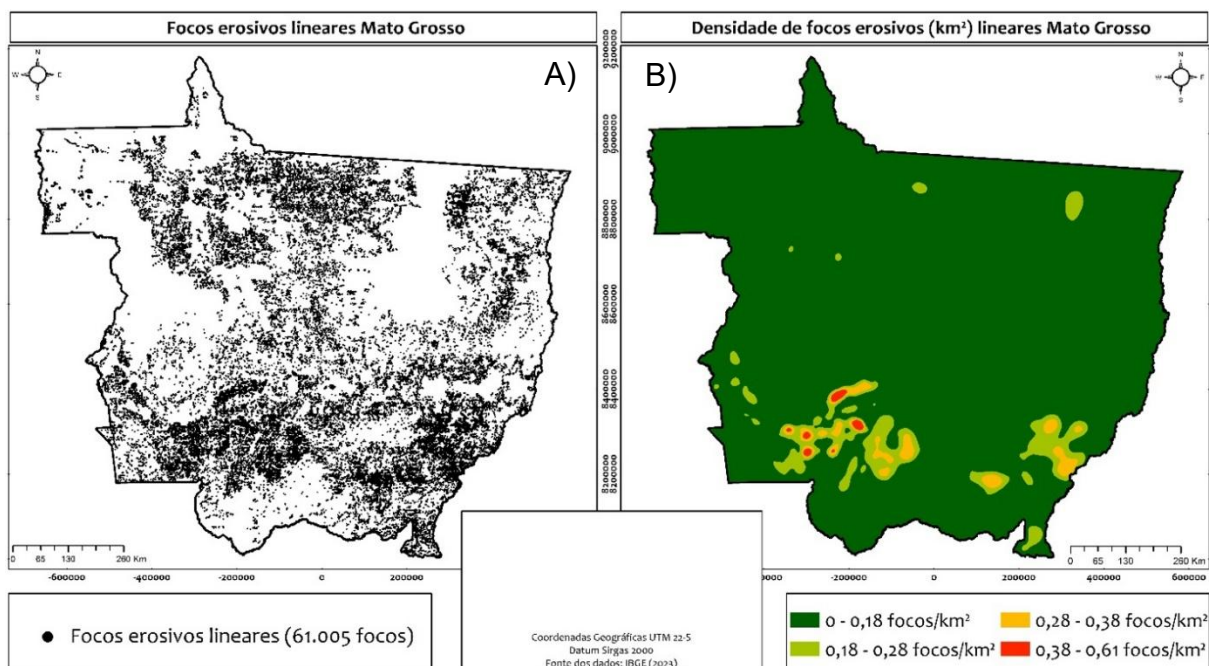 Focos erosivos lineares Mato Grosso
Densidade de focos erosivos (km²) lineares Mato Grosso
A)
B)
N
W
E
S
N
W
E
S
9200000
9000000
8800000
8600000
8400000
8200000
0 65 130 260 Km
0 65 130 260 Km
-600000 -400000 -200000 0 200000
-200000 0 200000 400000 600000
Focos erosivos lineares (61.005 focos)
Coordenadas Geográficas UTM 22-S
Datum Sirgas 2000
Fonte dos dados: IBGE (2023)
0 - 0,18 focos/km²
0,28 - 0,38 focos/km²
0,18 - 0,28 focos/km²
0,38 - 0,61 focos/km²